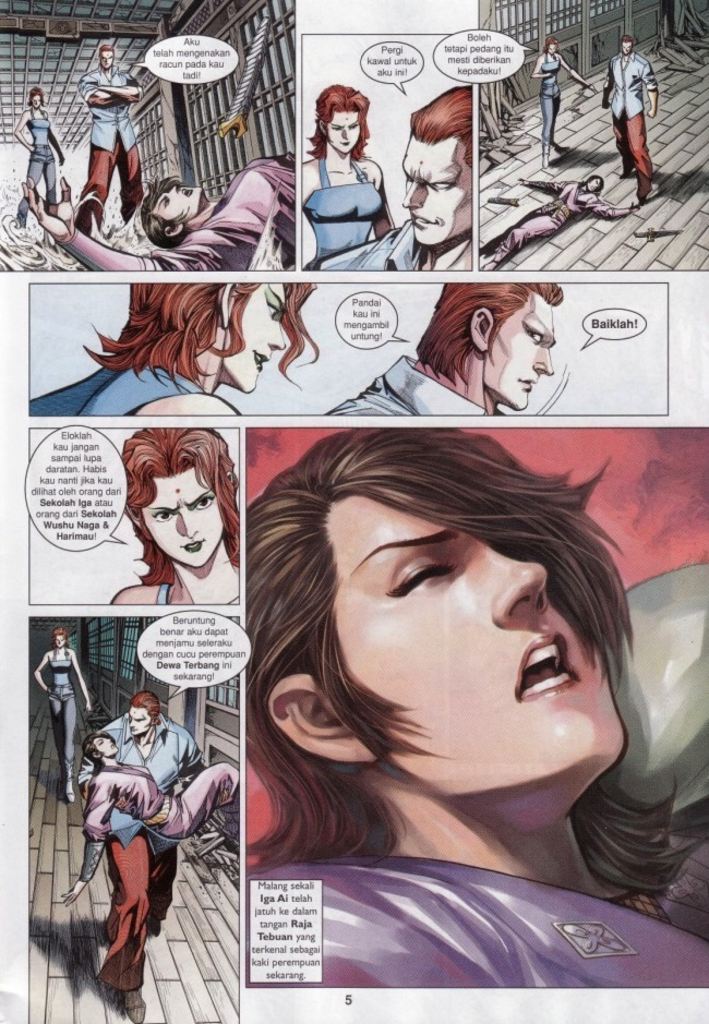 Aku
telah mengenakan
racun pada kau
tadi!
Pergi
kawal untuk
aku ini!
Boleh
tetapi pedang itu
mesti diberikan
kepadaku!
Pandai
kau ini
mengambil
untung!
Baiklah!
Eloklah
kau jangan
sampai lupa
daratan. Habis
kau nanti jika kau
dilihat oleh orang dari
Sekolah Iga atau
orang dari Sekolah
Wushu Naga &
Harimau!
Beruntung
benar aku dapat
menjamu seleraku
dengan cucu perempuan
Dewa Terbang ini
sekarang!
Malang sekali
Iga Ai telah
jatuh ke dalam
tangan Raja
Tebuan yang
terkenal sebagai
kaki perempuan
sekarang.
5